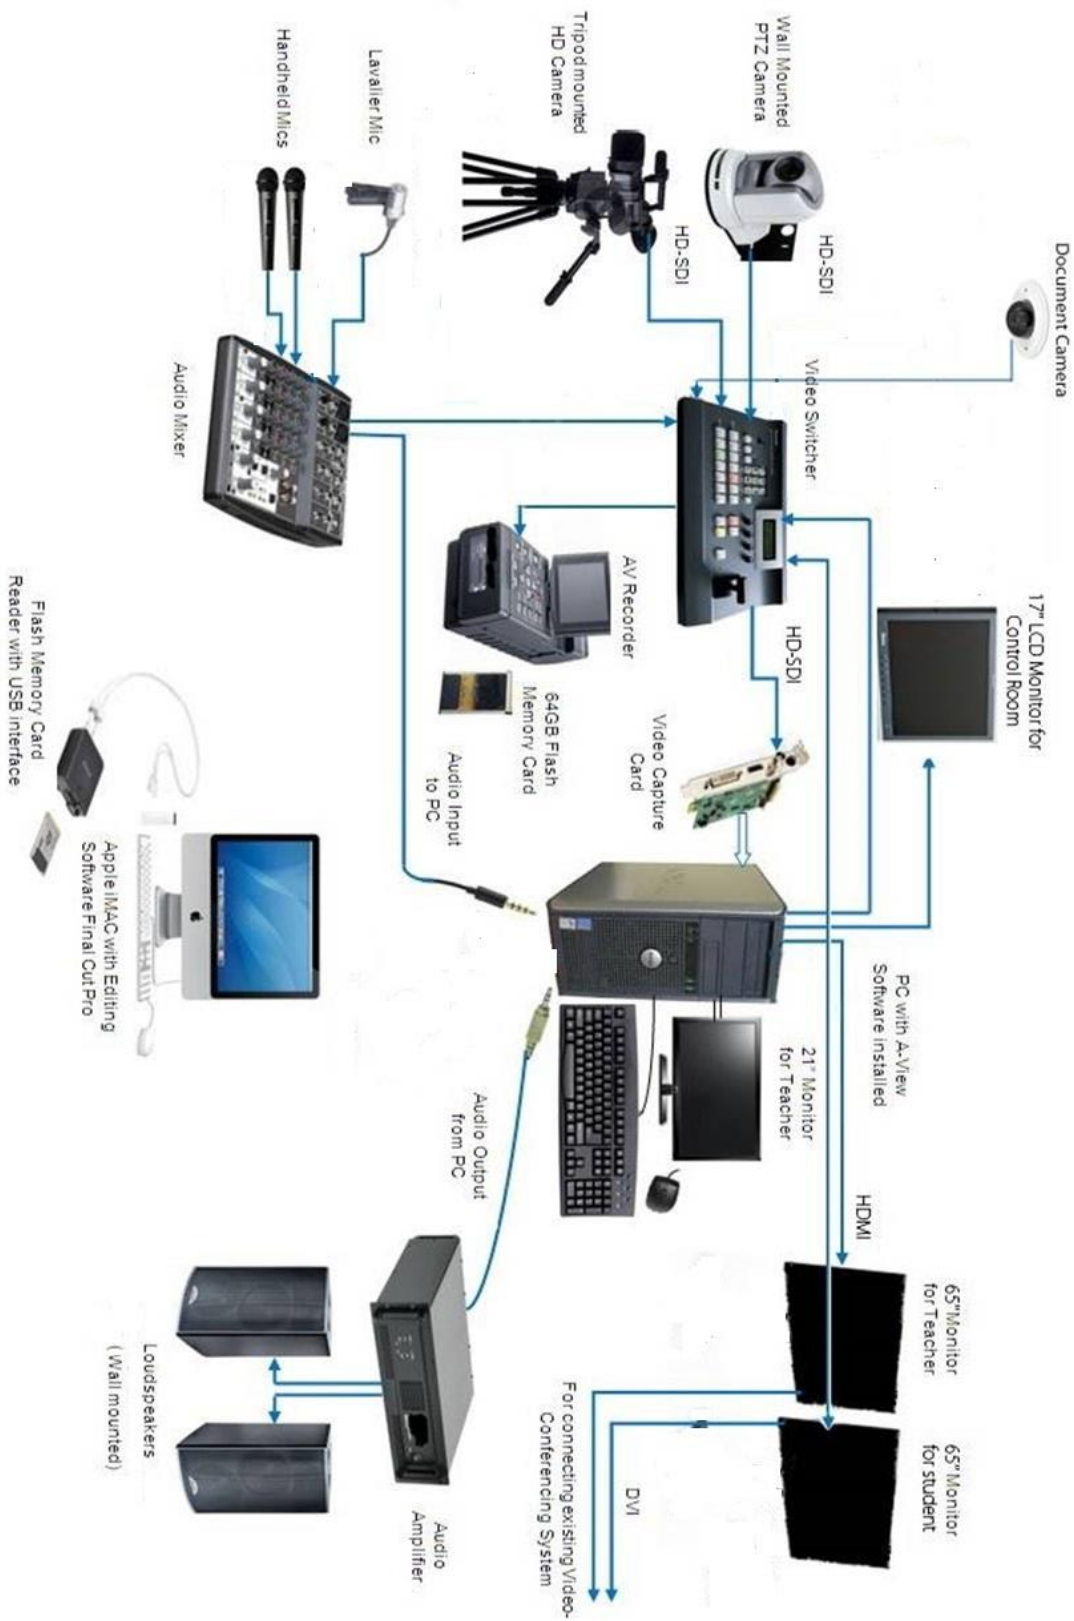 Document Camera
17" LCD Monitor for
Control Room
65" Monitor
for Teacher
65" Monitor
for student
Wall Mounted
PTZ Camera
HD-SDI
Video Switcher
HD-SDI
PC with A-View
Software installed
HDMI
Tripod mounted
HD Camera
HD-SDI
AV Recorder
64GB Flash
Memory Card
Video Capture
Card
21" Monitor
for Teacher
DVI
For connecting existing Video-
Conferencing System
Lavalier Mic
Handheld Mics
Audio Mixer
Audio Input
to PC
Audio Output
from PC
Audio
Amplifier
Loudspeakers
( Wall mounted)
Flash Memory Card
Reader with USB interface
Apple iMAC with Editing
Software Final Cut Pro